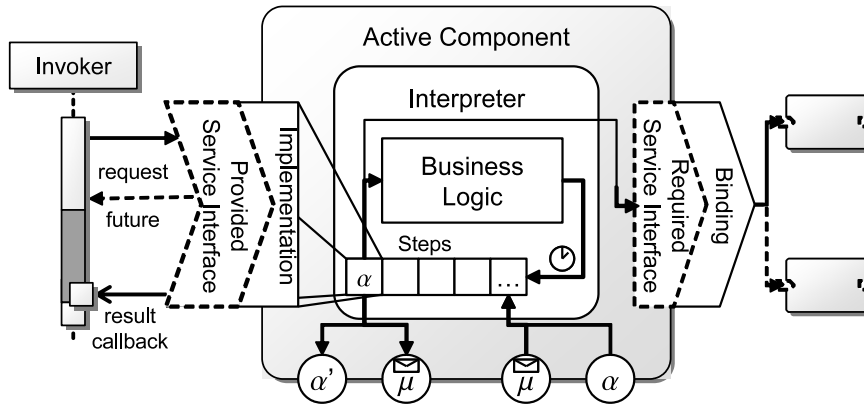 Active Component
Invoker
Interpreter
request
future
result
callback
Provided
Service Interface
Implementation
Business
Logic
Steps
α
...
Required
Service Interface
Binding
α'
μ
μ
α